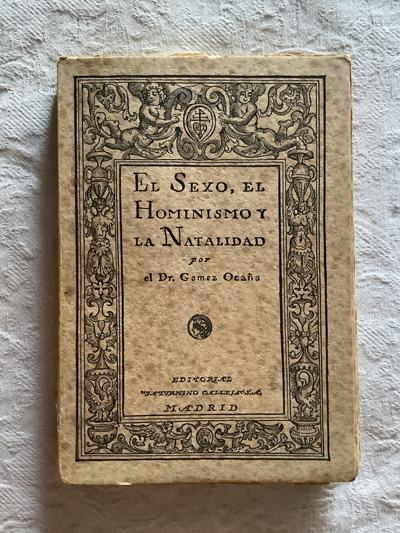 EL SEXO, EL
HOMINISMO Y
LA NATALIDAD
por
el Dr. Gomez Ocaña
EDITORIAL
"SATURNINO CALLEJA" S.A.
MADRID